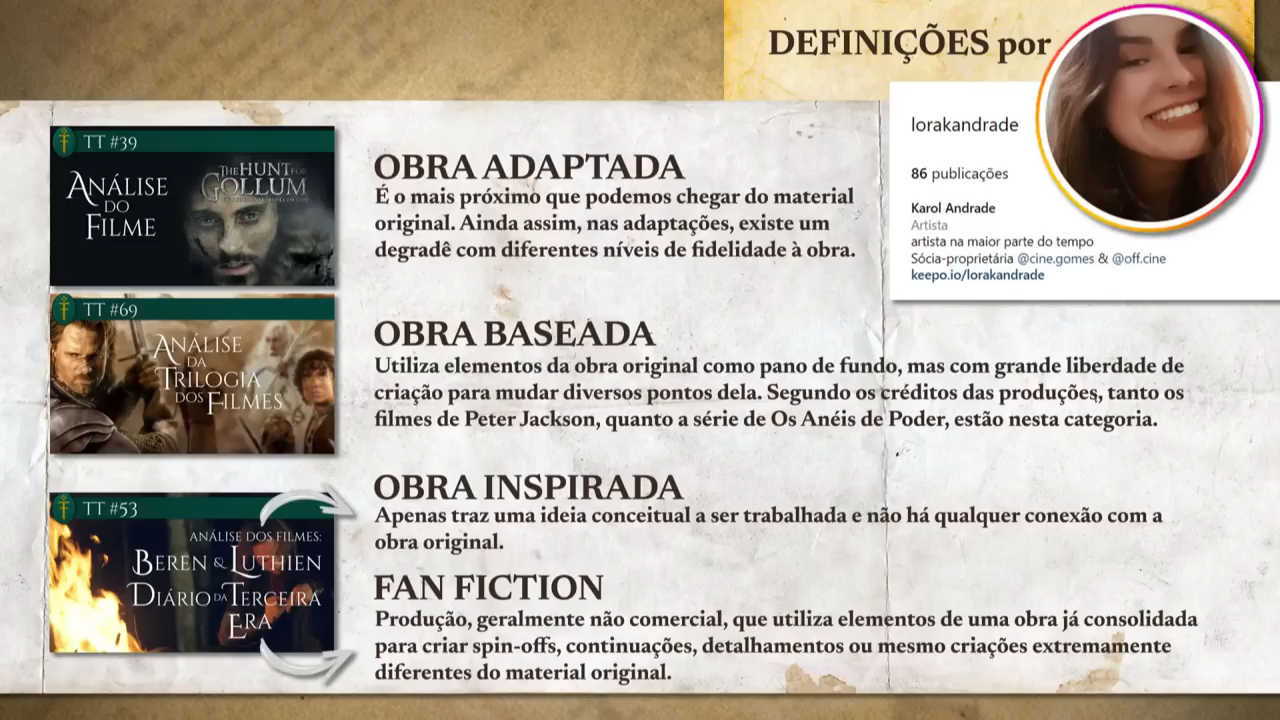 DEFINIÇÕES por
lorakandrade
86 publicações
Karol Andrade
Artista
artista na maior parte do tempo
Sócia-proprietária @cine.gomes & @off.cine
keepo.io/lorakandrade
TT #39
ANÁLISE
DO
FILME
THE HUNT FOR
GOLLUM
OBRA ADAPTADA
É o mais próximo que podemos chegar do material
original. Ainda assim, nas adaptações, existe um
degradê com diferentes níveis de fidelidade à obra.
TT #69
ANÁLISE
DA
TRILOGIA
DOS FILMES
OBRA BASEADA
Utiliza elementos da obra original como pano de fundo, mas com grande liberdade de
criação para mudar diversos pontos dela. Segundo os créditos das produções, tanto os
filmes de Peter Jackson, quanto a série de Os Anéis de Poder, estão nesta categoria.
TT #53
ANÁLISE DOS FILMES:
BEREN & LUTHIEN
DIÁRIO DA TERCEIRA
ERA
OBRA INSPIRADA
Apenas traz uma ideia conceitual a ser trabalhada e não há qualquer conexão com a
obra original.
FAN FICTION
Produção, geralmente não comercial, que utiliza elementos de uma obra já consolidada
para criar spin-offs, continuações, detalhamentos ou mesmo criações extremamente
diferentes do material original.